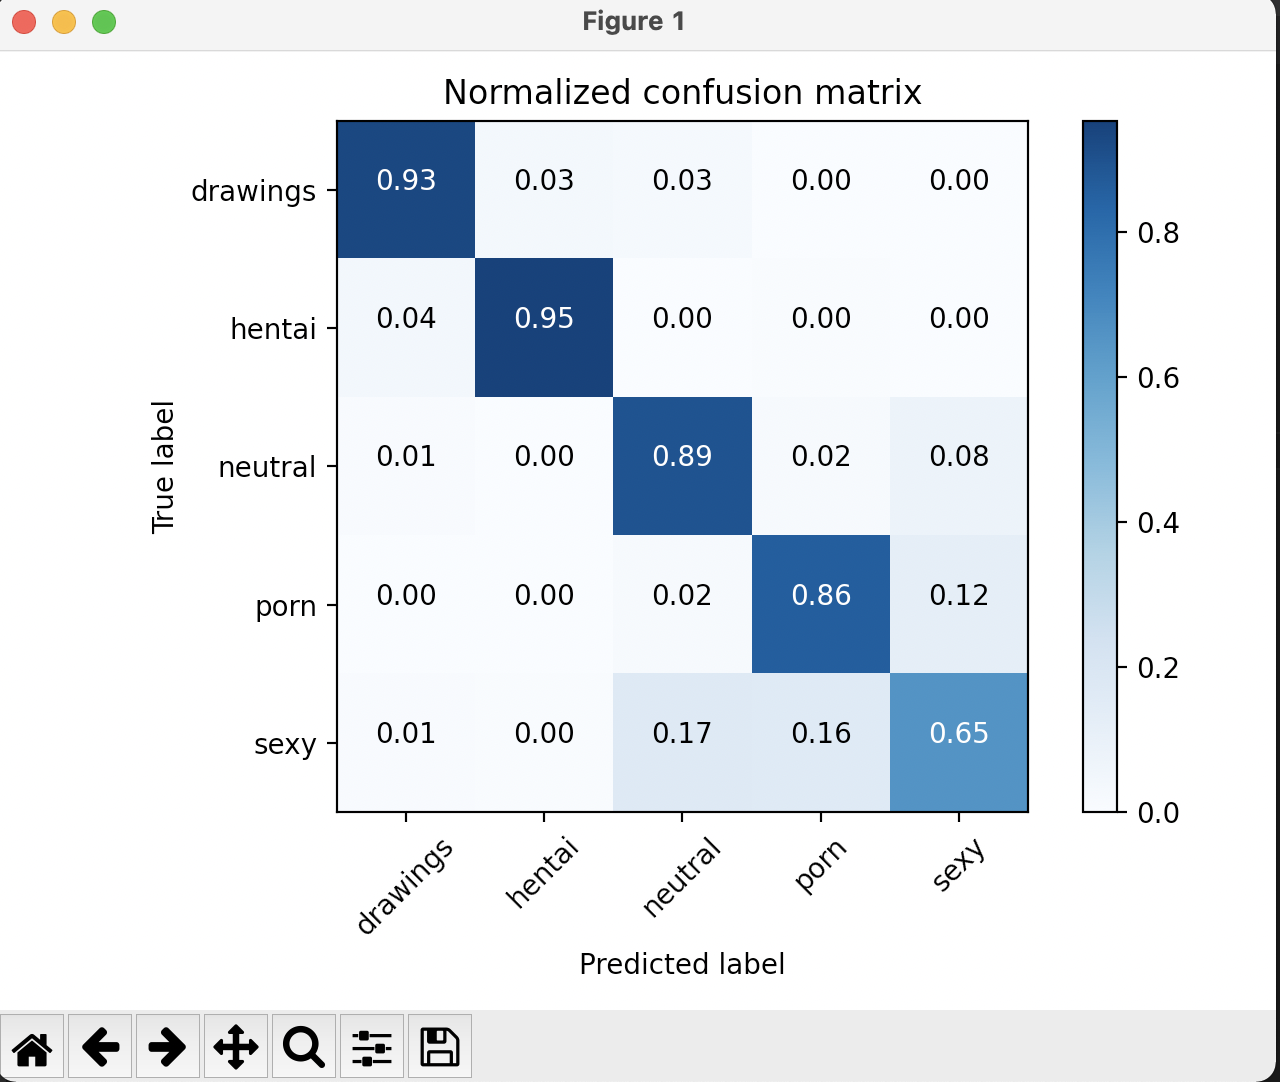 Figure 1
Normalized confusion matrix
True label
drawings 0.93 0.03 0.03 0.00 0.00
hentai 0.04 0.95 0.00 0.00 0.00
neutral 0.01 0.00 0.89 0.02 0.08
porn 0.00 0.00 0.02 0.86 0.12
sexy 0.01 0.00 0.17 0.16 0.65
drawings hentai neutral porn sexy
Predicted label
0.8
0.6
0.4
0.2
0.0